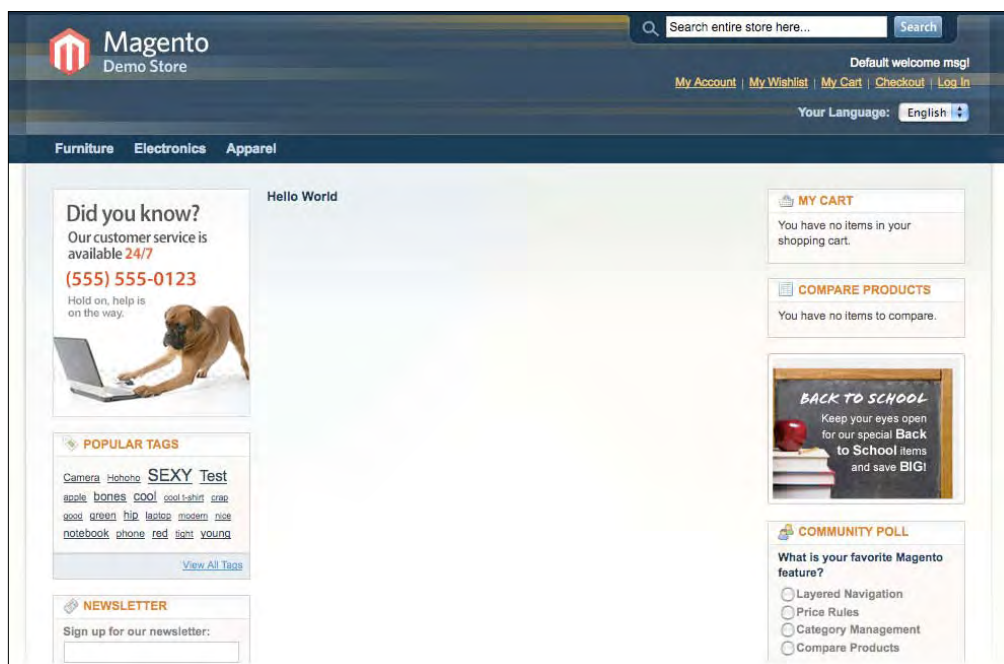 Magento
Demo Store
Search entire store here...
Search
Default welcome msg!
My Account | My Wishlist | My Cart | Checkout | Log In
Your Language: English
Furniture Electronics Apparel
Did you know?
Our customer service is
available 24/7
(555) 555-0123
Hold on, help is
on the way.
POPULAR TAGS
Camera Hohoho SEXY Test
apple bones cool cool t-shirt crap
good green hip laptop modern nice
notebook phone red tight young
View All Tags
NEWSLETTER
Sign up for our newsletter:
Hello World
MY CART
You have no items in your
shopping cart.
COMPARE PRODUCTS
You have no items to compare.
BACK TO SCHOOL
Keep your eyes open
for our special Back
to School items
and save BIG!
COMMUNITY POLL
What is your favorite Magento
feature?
Layered Navigation
Price Rules
Category Management
Compare Products